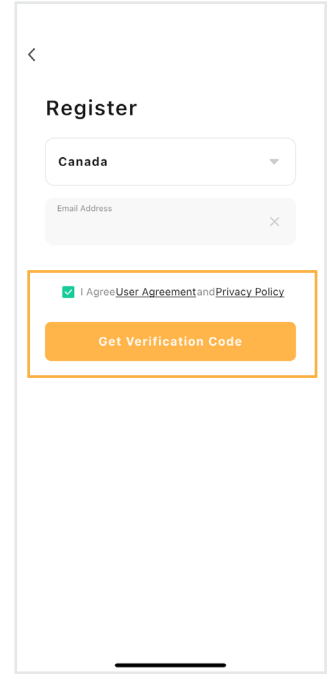 Register
Canada
Email Address
I AgreeUser AgreementandPrivacy Policy
Get Verification Code